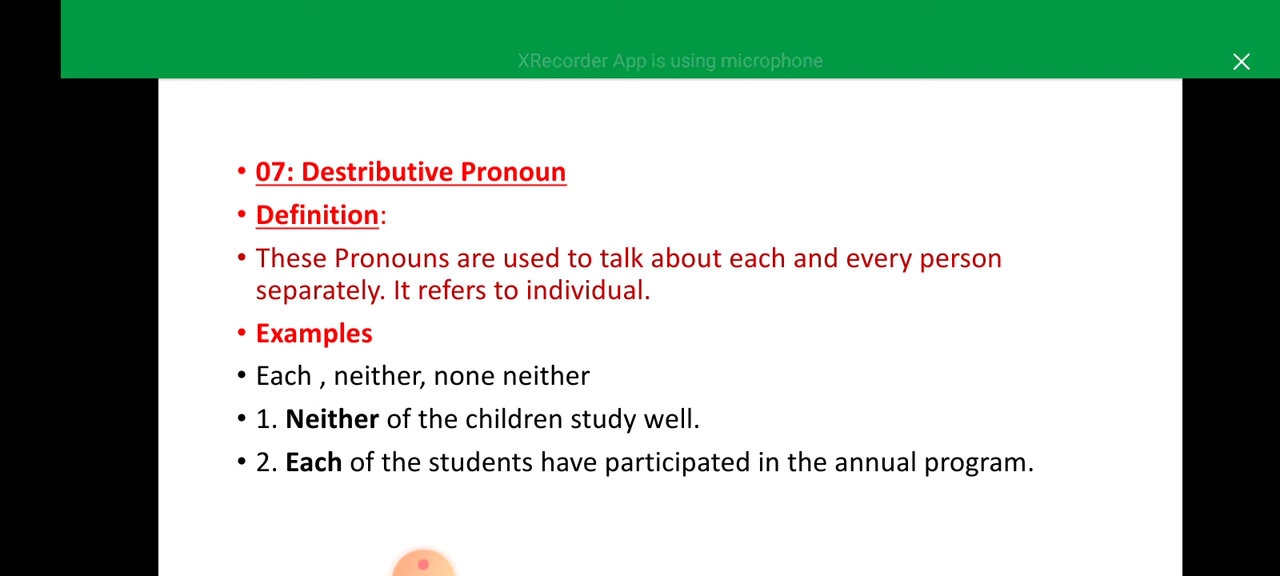 XRecorder App is using microphone
• 07: Destributive Pronoun
• Definition:
• These Pronouns are used to talk about each and every person
separately. It refers to individual.
• Examples
• Each , neither, none neither
• 1. Neither of the children study well.
• 2. Each of the students have participated in the annual program.